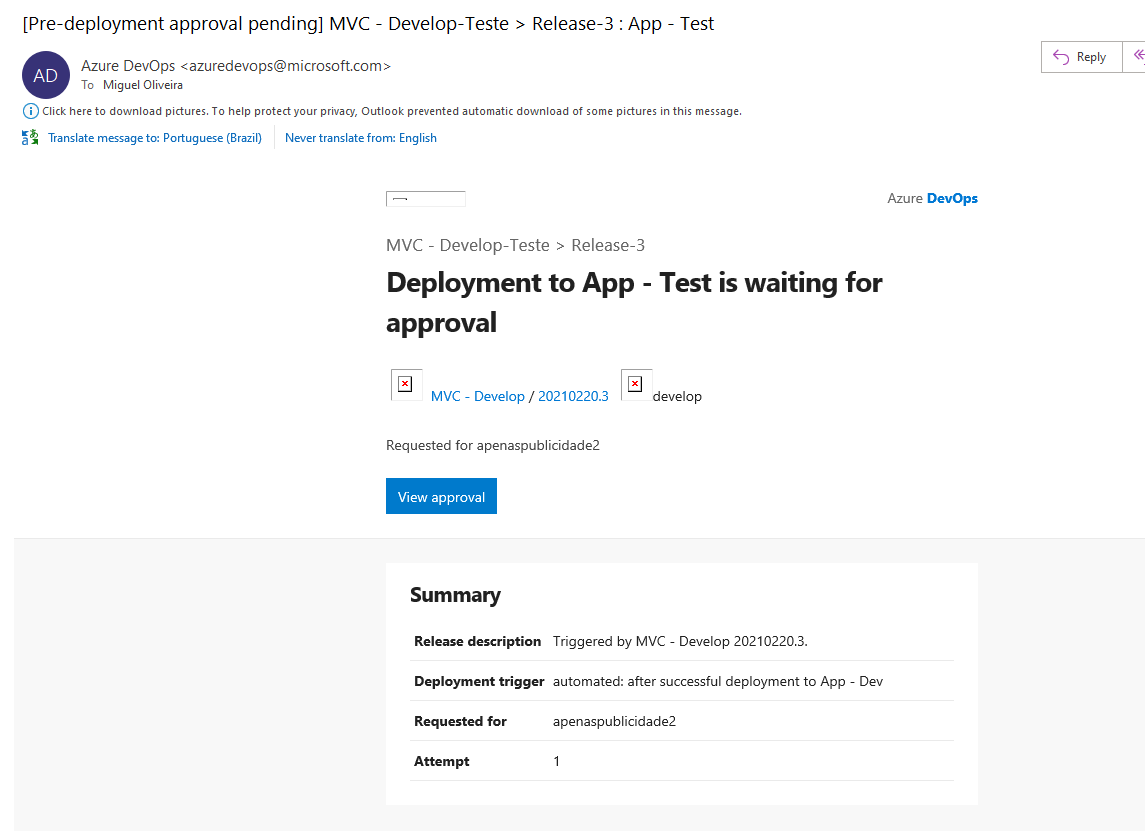 [Pre-deployment approval pending] MVC - Develop-Teste > Release-3 : App - Test
AD
Azure DevOps <azuredevops@microsoft.com>
To Miguel Oliveira
Reply
Click here to download pictures. To help protect your privacy, Outlook prevented automatic download of some pictures in this message.
Translate message to: Portuguese (Brazil)
Never translate from: English
Azure DevOps
MVC - Develop-Teste > Release-3
Deployment to App - Test is waiting for
approval
MVC - Develop / 20210220.3 develop
Requested for apenaspublicidade2
View approval
Summary
Release description Triggered by MVC - Develop 20210220.3.
Deployment trigger automated: after successful deployment to App - Dev
Requested for apenaspublicidade2
Attempt 1